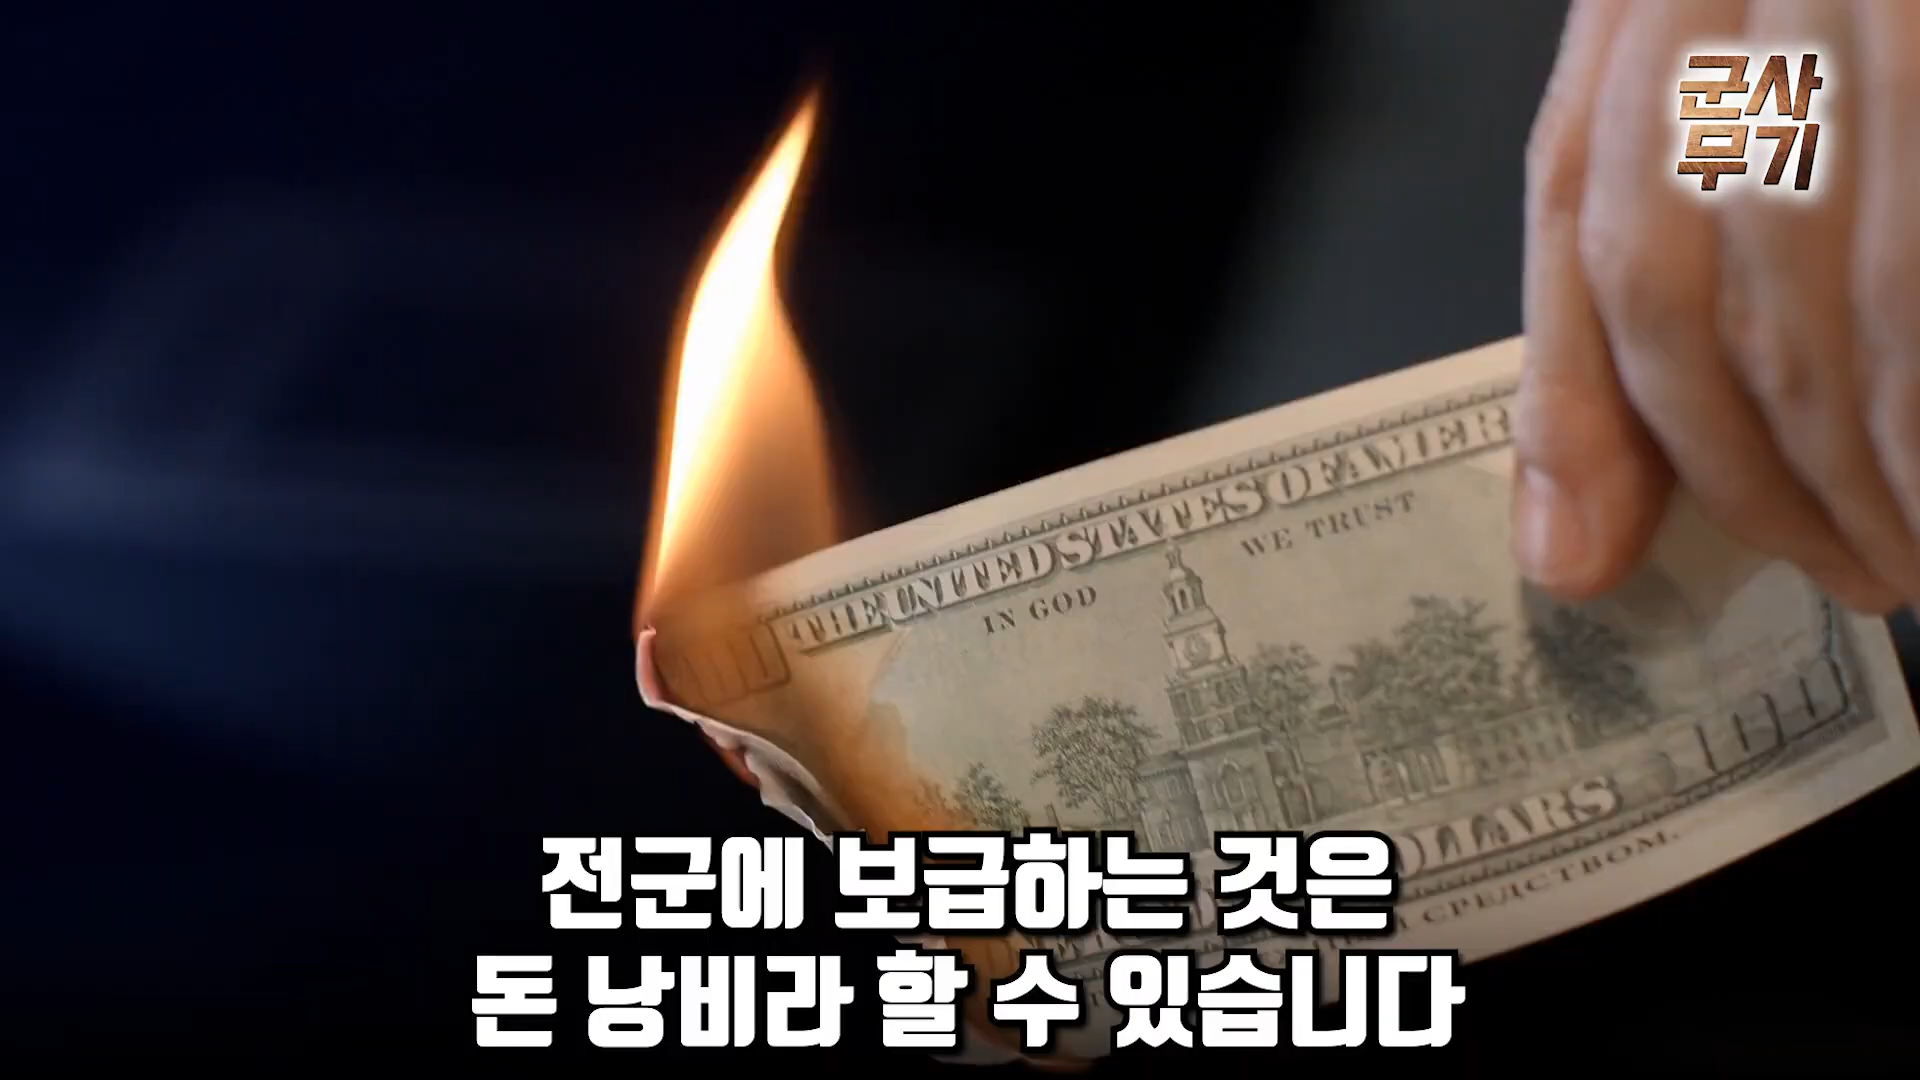 군사
무기
THE UNITED STATES OF AMER
IN GOD WE TRUST
전군에 보급하는 것은
돈 낭비라 할 수 있습니다